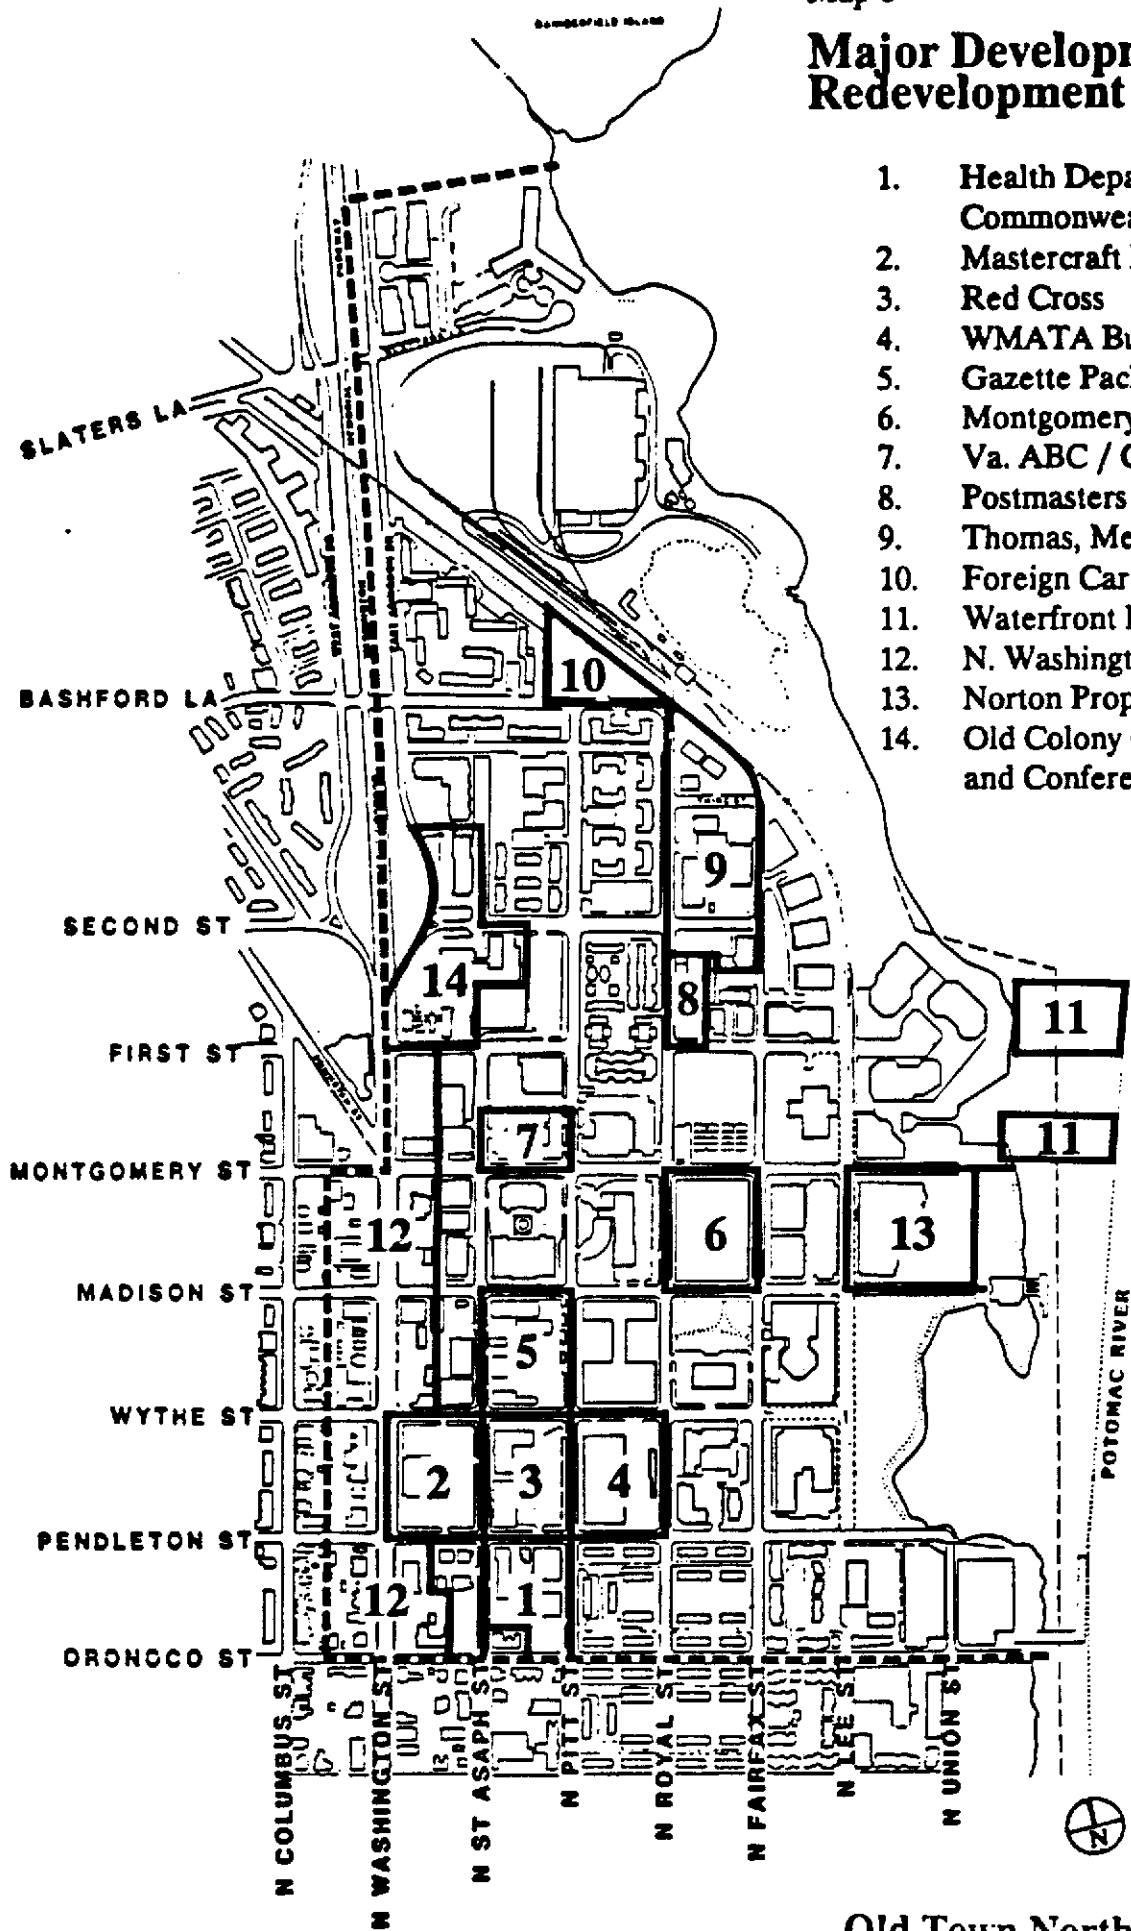 Major Developm
Redevelopment
1. Health Depa
Commonwea
2. Mastercraft
3. Red Cross
4. WMATA Bu
5. Gazette Pac
6. Montgomery
7. Va. ABC / C
8. Postmasters
9. Thomas, Me
10. Foreign Car
11. Waterfront
12. N. Washingt
13. Norton Prop
14. Old Colony
and Confere
SLATERS LA
BASHFORD LA
SECOND ST
FIRST ST
MONTGOMERY ST
MADISON ST
WYTHE ST
PENDLETON ST
ORONOCO ST
10
9
14
8
11
7
11
12
6
13
5
2
3
4
12
1
POTOMAC RIVER
N COLUMBUS ST
N WASHINGTON ST
N ST ASAPH ST
N PITT ST
N ROYAL ST
N FAIRFAX ST
N LEE ST
N UNION ST
N
Old Town North